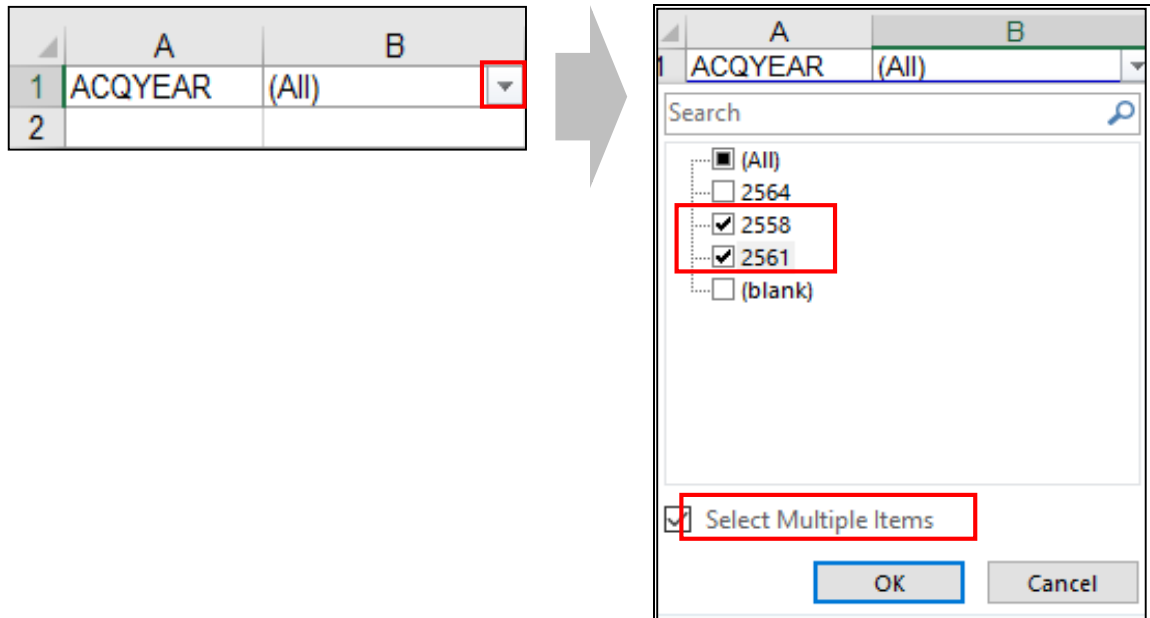 A B
1 ACQYEAR (All)
2
A B
1 ACQYEAR (All)
Search
(All)
2564
2558
2561
(blank)
Select Multiple Items
OK Cancel